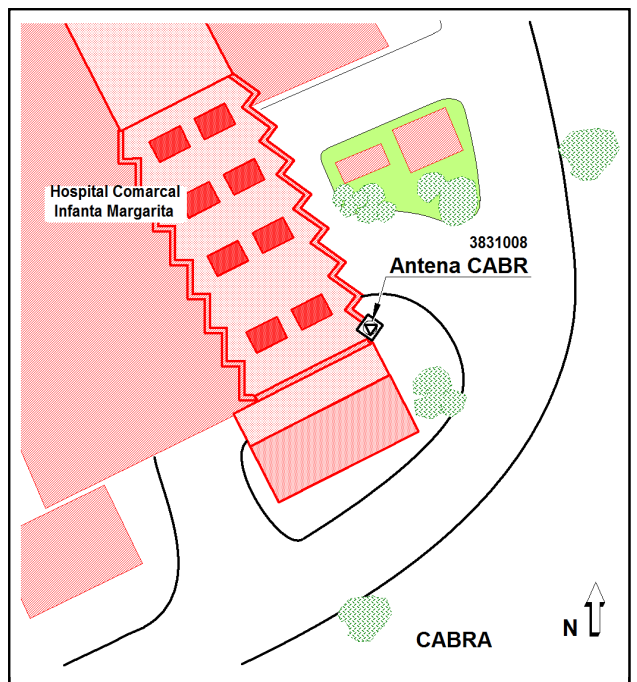 Hospital Comarcal
Infanta Margarita
3831008
Antena CABR
CABRA
N